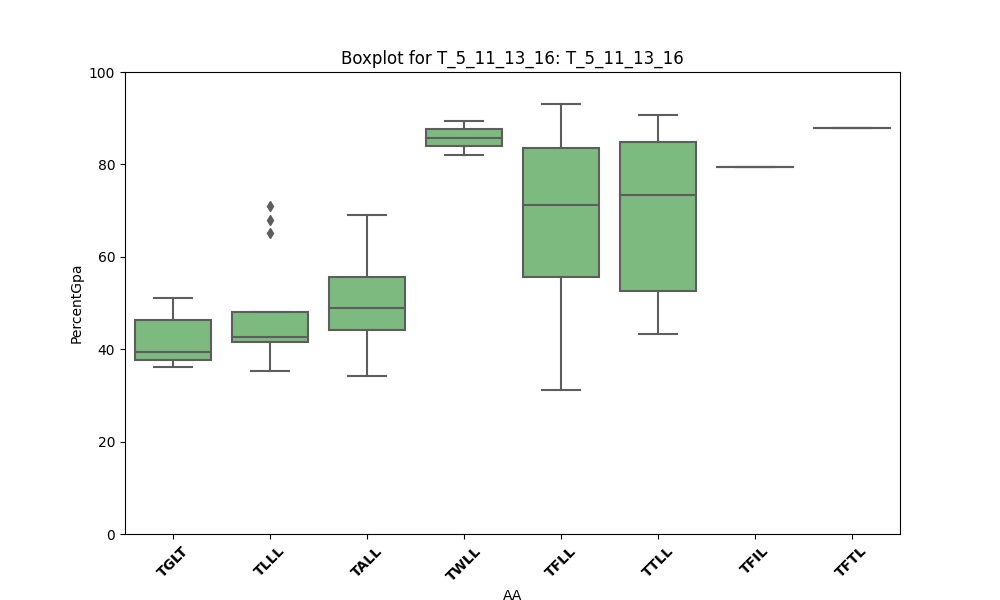 Boxplot for T_5_11_13_16: T_5_11_13_16
100
80
60
40
20
0
PercentGpa
TGLT
TLLL
TALL
TWLL
TFLL
TTLL
TFIL
TFTL
AA